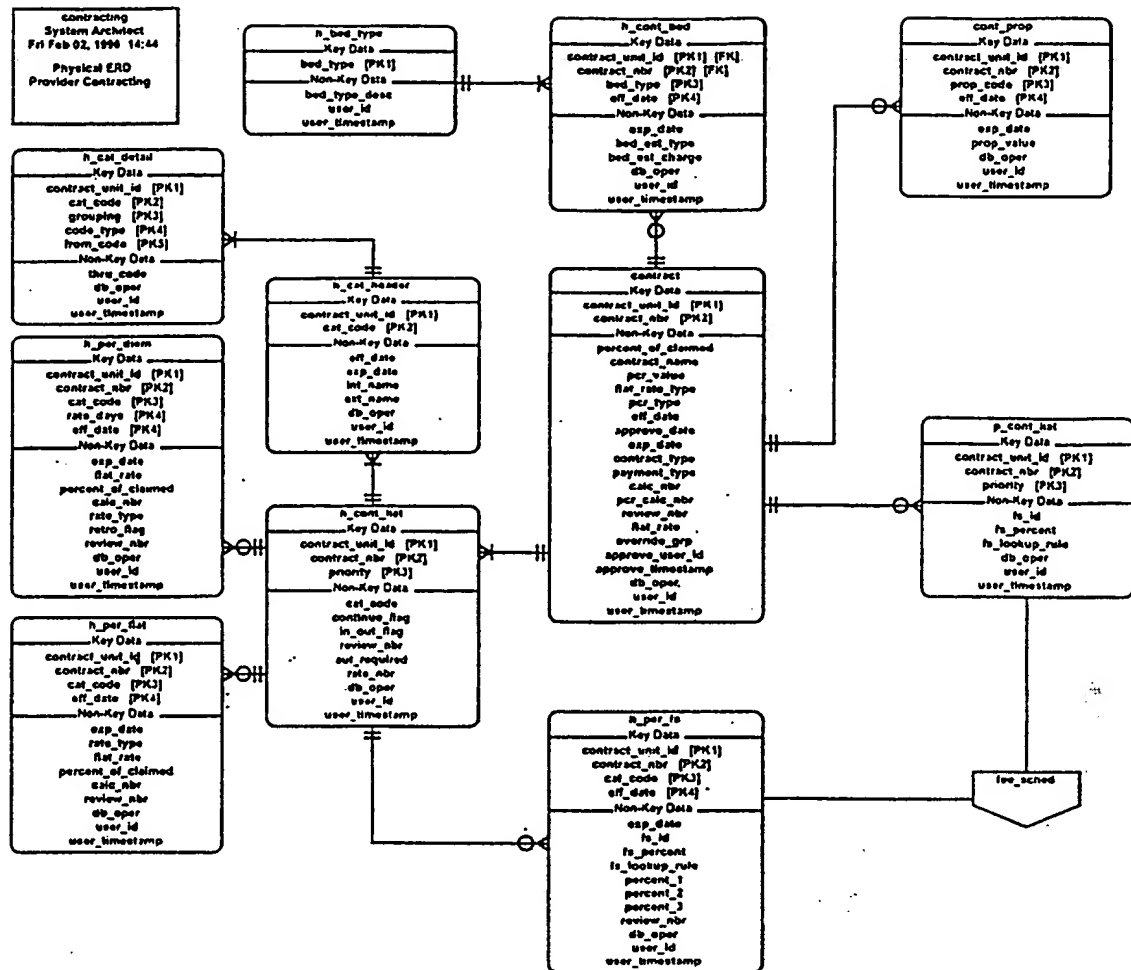 contracting
System Architect
Fri Feb 02, 1996 14:44
Physical ERD
Provider Contracting
h_bed_type
Key Data
bed_type [PK1]
Non-Key Data
bed_type_desc
user_id
user_timestamp
h_cont_bed
Key Data
contract_unit_id [PK1] [FK]
contract_nbr [PK2] [FK]
bed_type [PK3]
eff_date [PK4]
Non-Key Data
exp_date
bed_est_type
bed_est_charge
db_oper
user_id
user_timestamp
cont_prop
Key Data
contract_unit_id [PK1]
contract_nbr [PK2]
prop_code [PK3]
eff_date [PK4]
Non-Key Data
exp_date
prop_value
db_oper
user_id
user_timestamp
h_cat_detail
Key Data
contract_unit_id [PK1]
cat_code [PK2]
grouping [PK3]
code_type [PK4]
from_code [PK5]
Non-Key Data
thru_code
db_oper
user_id
user_timestamp
h_cat_header
Key Data
contract_unit_id [PK1]
cat_code [PK2]
Non-Key Data
eff_date
exp_date
int_name
ext_name
db_oper
user_id
user_timestamp
contract
Key Data
contract_unit_id [PK1]
contract_nbr [PK2]
Non-Key Data
percent_of_claimed
contract_name
pcr_value
flat_rate_type
pcr_type
eff_date
approve_date
exp_date
contract_type
payment_type
calc_nbr
pcr_calc_nbr
review_nbr
flat_rate
override_grp
approve_user_id
approve_timestamp
db_oper
user_id
user_timestamp
h_per_diem
Key Data
contract_unit_id [PK1]
contract_nbr [PK2]
cat_code [PK3]
rate_days [PK4]
eff_date [PK4]
Non-Key Data
exp_date
flat_rate
percent_of_claimed
calc_nbr
rate_type
retro_flag
review_nbr
db_oper
user_id
user_timestamp
p_cont_hat
Key Data
contract_unit_id [PK1]
contract_nbr [PK2]
priority [PK3]
Non-Key Data
fs_id
fs_percent
fs_lookup_rule
db_oper
user_id
user_timestamp
h_cont_hat
Key Data
contract_unit_id [PK1]
contract_nbr [PK2]
priority [PK3]
Non-Key Data
cat_code
continue_flag
in_out_flag
review_nbr
aut_required
rate_nbr
db_oper
user_id
user_timestamp
h_per_flat
Key Data
contract_unit_id [PK1]
contract_nbr [PK2]
cat_code [PK3]
eff_date [PK4]
Non-Key Data
exp_date
rate_type
flat_rate
percent_of_claimed
calc_nbr
review_nbr
db_oper
user_id
user_timestamp
h_per_fs
Key Data
contract_unit_id [PK1]
contract_nbr [PK2]
cat_code [PK3]
eff_date [PK4]
Non-Key Data
exp_date
fs_id
fs_percent
fs_lookup_rule
percent_1
percent_2
percent_3
review_nbr
db_oper
user_id
user_timestamp
fee_sched